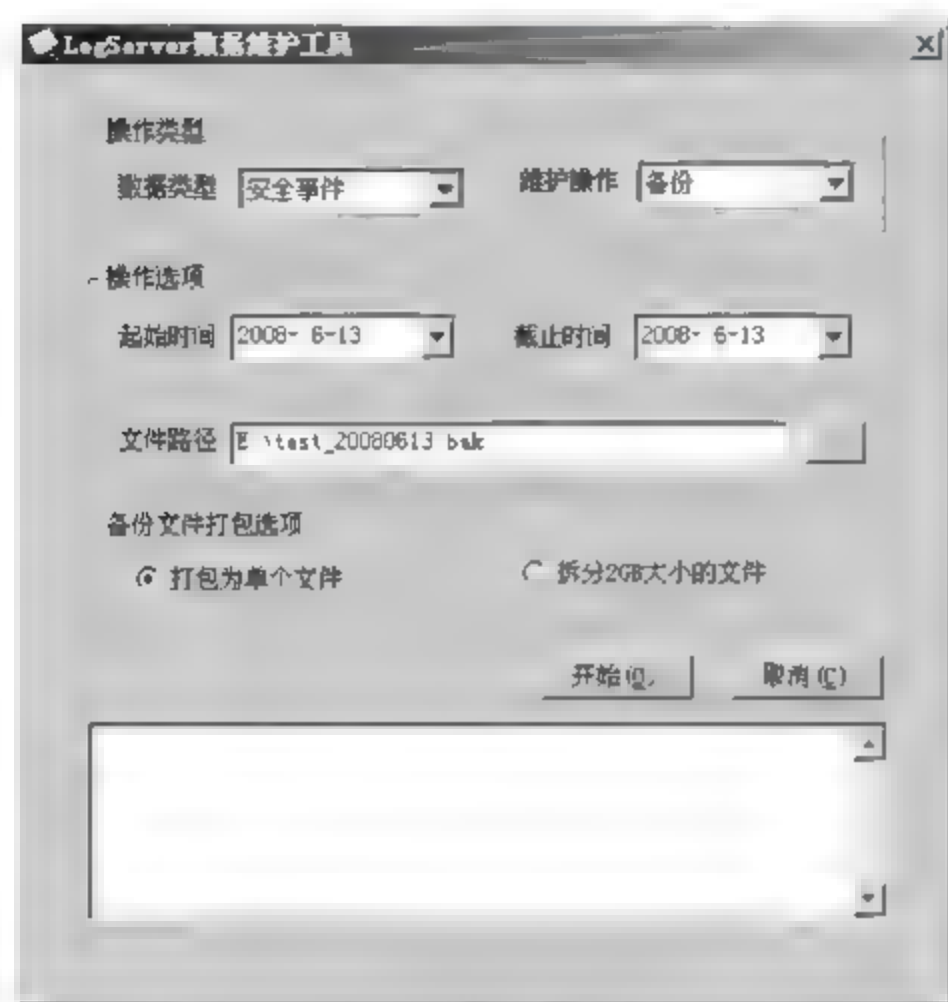 LogServer数据维护工具
操作类型
数据类型 安全事件 维护操作 备份
操作选项
起始时间 2008- 6-13 截止时间 2008- 6-13
文件路径 E \test_20080613 bak
备份文件打包选项
打包为单个文件 拆分2GB大小的文件
开始(O) 取消(C)